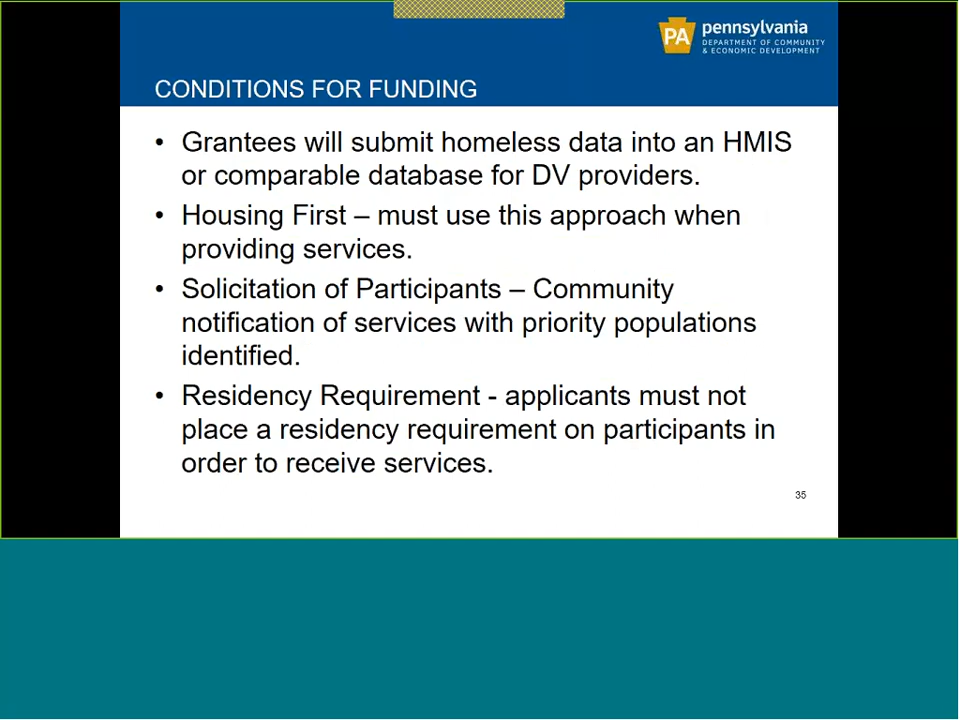 PA
pennsylvania
DEPARTMENT OF COMMUNITY
& ECONOMIC DEVELOPMENT
CONDITIONS FOR FUNDING
• Grantees will submit homeless data into an HMIS
or comparable database for DV providers.
• Housing First – must use this approach when
providing services.
• Solicitation of Participants – Community
notification of services with priority populations
identified.
• Residency Requirement - applicants must not
place a residency requirement on participants in
order to receive services.
35